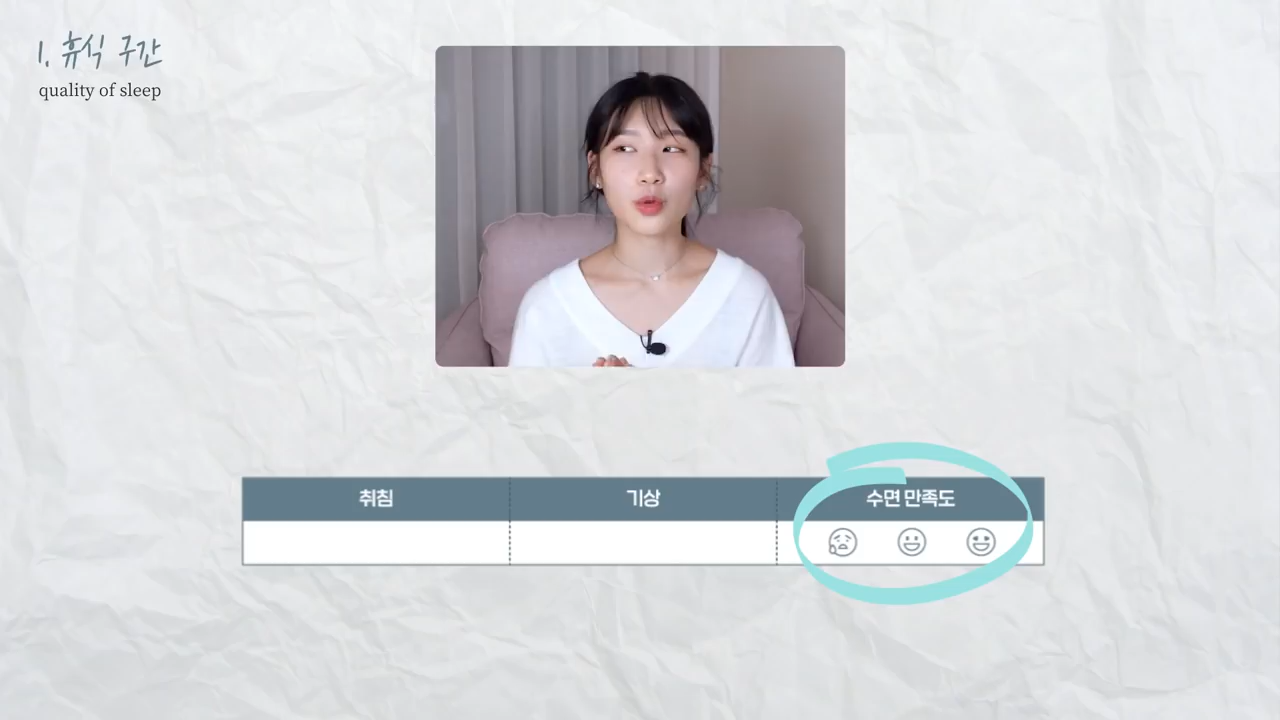 1. 휴식 구간
quality of sleep
취침
기상
수면 만족도